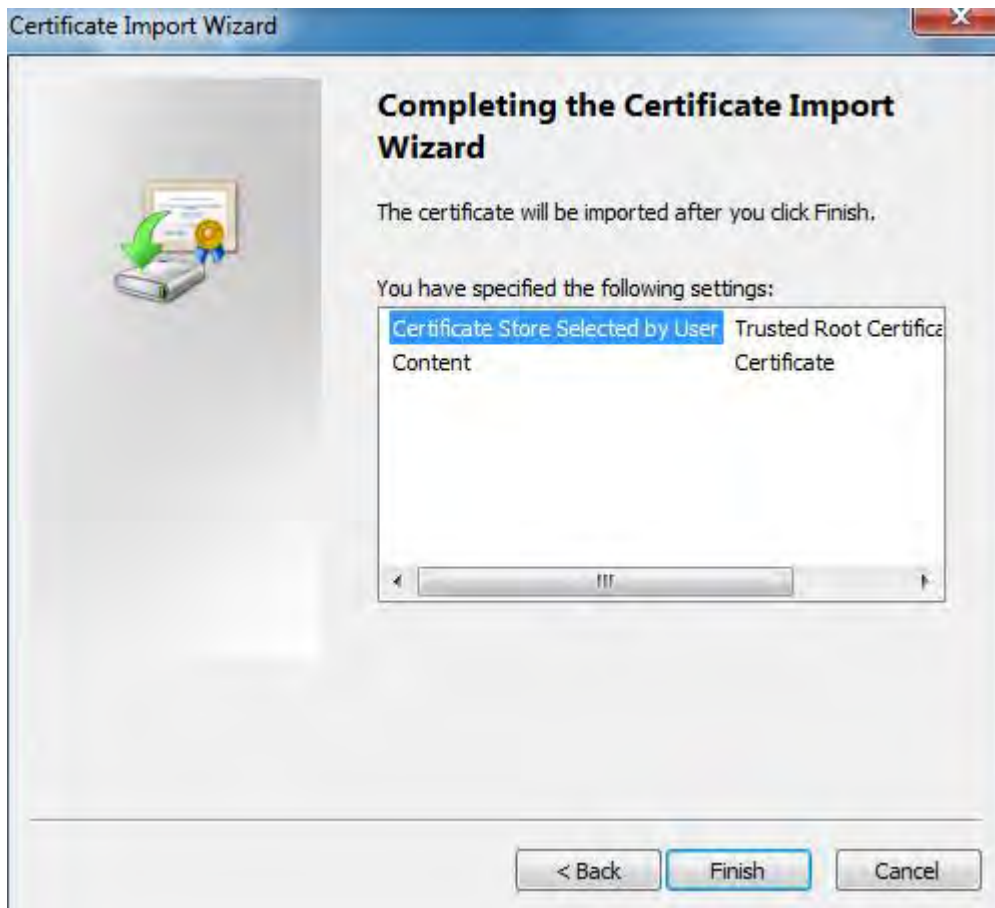 Certificate Import Wizard
Completing the Certificate Import
Wizard
The certificate will be imported after you click Finish.
You have specified the following settings:
Certificate Store Selected by User Trusted Root Certifica
Content Certificate
< Back Finish Cancel